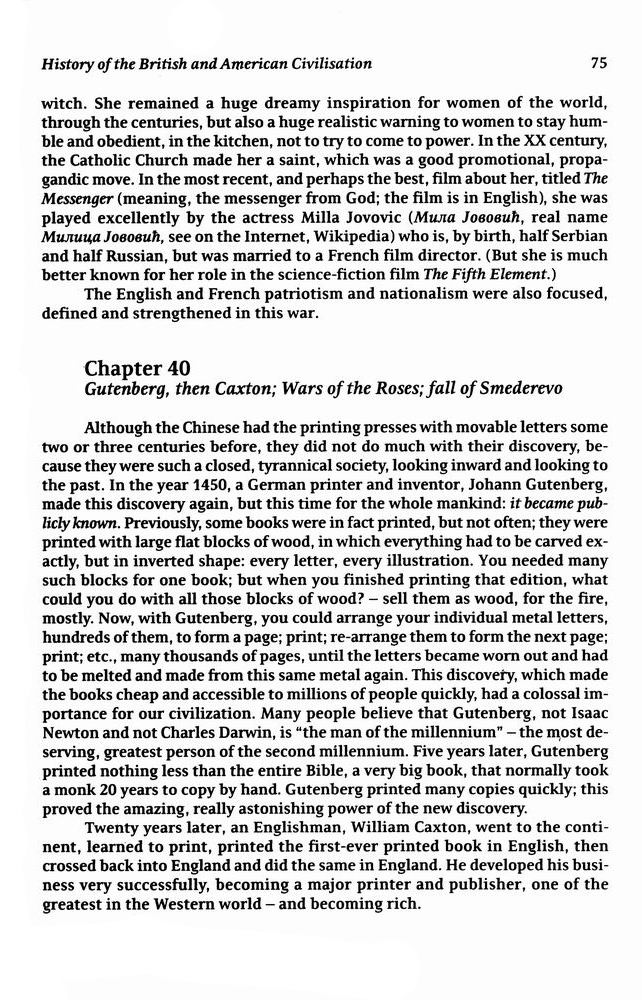 History of the British and American Civilisation 75
witch. She remained a huge dreamy inspiration for women of the world,
through the centuries, but also a huge realistic warning to women to stay hum-
ble and obedient, in the kitchen, not to try to come to power. In the XX century,
the Catholic Church made her a saint, which was a good promotional, propa-
gandic move. In the most recent, and perhaps the best, film about her, titled The
Messenger (meaning, the messenger from God; the film is in English), she was
played excellently by the actress Milla Jovovic (Мила Јововић, real name
Милица Јововић, see on the Internet, Wikipedia) who is, by birth, half Serbian
and half Russian, but was married to a French film director. (But she is much
better known for her role in the science-fiction film The Fifth Element.)
The English and French patriotism and nationalism were also focused,
defined and strengthened in this war.
Chapter 40
Gutenberg, then Caxton; Wars of the Roses; fall of Smederevo
Although the Chinese had the printing presses with movable letters some
two or three centuries before, they did not do much with their discovery, be-
cause they were such a closed, tyrannical society, looking inward and looking to
the past. In the year 1450, a German printer and inventor, Johann Gutenberg,
made this discovery again, but this time for the whole mankind: it became pub-
licly known. Previously, some books were in fact printed, but not often; they were
printed with large flat blocks of wood, in which everything had to be carved ex-
actly, but in inverted shape: every letter, every illustration. You needed many
such blocks for one book; but when you finished printing that edition, what
could you do with all those blocks of wood? – sell them as wood, for the fire,
mostly. Now, with Gutenberg, you could arrange your individual metal letters,
hundreds of them, to form a page; print; re-arrange them to form the next page;
print; etc., many thousands of pages, until the letters became worn out and had
to be melted and made from this same metal again. This discovery, which made
the books cheap and accessible to millions of people quickly, had a colossal im-
portance for our civilization. Many people believe that Gutenberg, not Isaac
Newton and not Charles Darwin, is "the man of the millennium" – the most de-
serving, greatest person of the second millennium. Five years later, Gutenberg
printed nothing less than the entire Bible, a very big book, that normally took
a monk 20 years to copy by hand. Gutenberg printed many copies quickly; this
proved the amazing, really astonishing power of the new discovery.
Twenty years later, an Englishman, William Caxton, went to the conti-
nent, learned to print, printed the first-ever printed book in English, then
crossed back into England and did the same in England. He developed his busi-
ness very successfully, becoming a major printer and publisher, one of the
greatest in the Western world – and becoming rich.